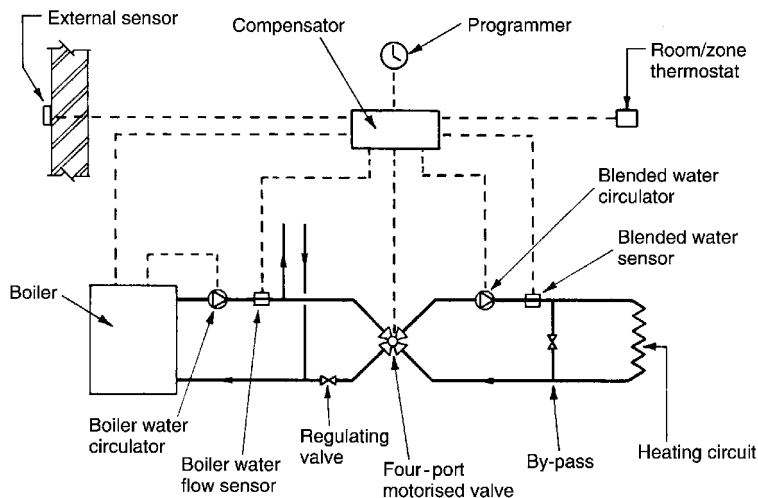 External sensor
Compensator
Programmer
Room/zone
thermostat
Blended water
circulator
Blended water
sensor
Boiler
Boiler water
circulator
Boiler water
flow sensor
Regulating
valve
Four-port
motorised valve
By-pass
Heating circuit